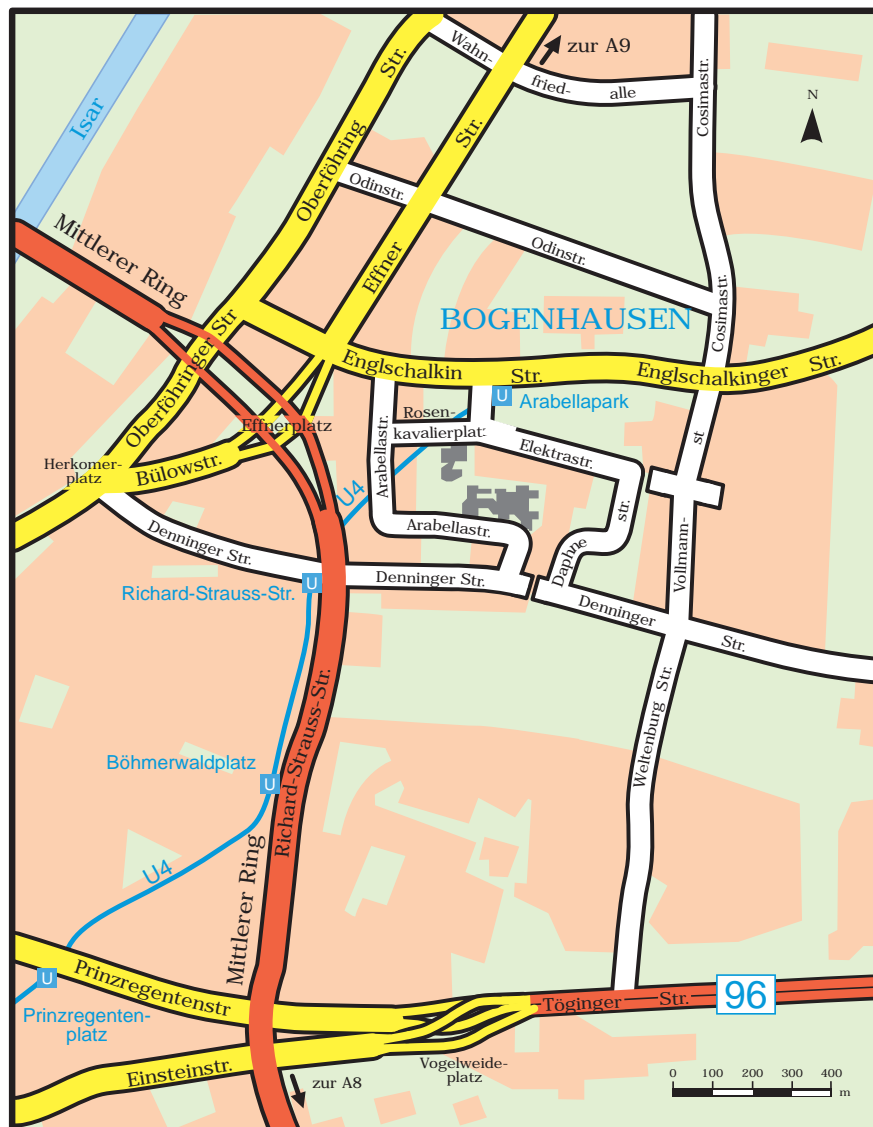 Wahn-
fried-
alle
zur A9
Cosimastr.
Str.
Str.
N
Isar
Oberföhring
Odinstr.
Odinstr.
Mittlerer Ring
Effner
Cosimastr.
BOGENHAUSEN
Oberföhringer Str
Englschalkin
Str.
Englschalkinger Str.
U
Arabellapark
Rosen-
kavalierplatz
Effnerplatz
Arabellastr.
Elektrastr.
st
Herkomer-
platz
Bülowstr.
U4
Arabellastr.
str.
Daphne
Vollmann-
Denninger Str.
Denninger Str.
U
Richard-Strauss-Str.
Denninger
Str.
Richard-Strauss-Str.
Weltenburg Str.
Böhmerwaldplatz
U
U4
Mittlerer Ring
Prinzregentenstr
U
Prinzregenten-
platz
Töginger Str.
96
Einsteinstr.
Vogelweide-
platz
zur A8
0 100 200 300 400
m